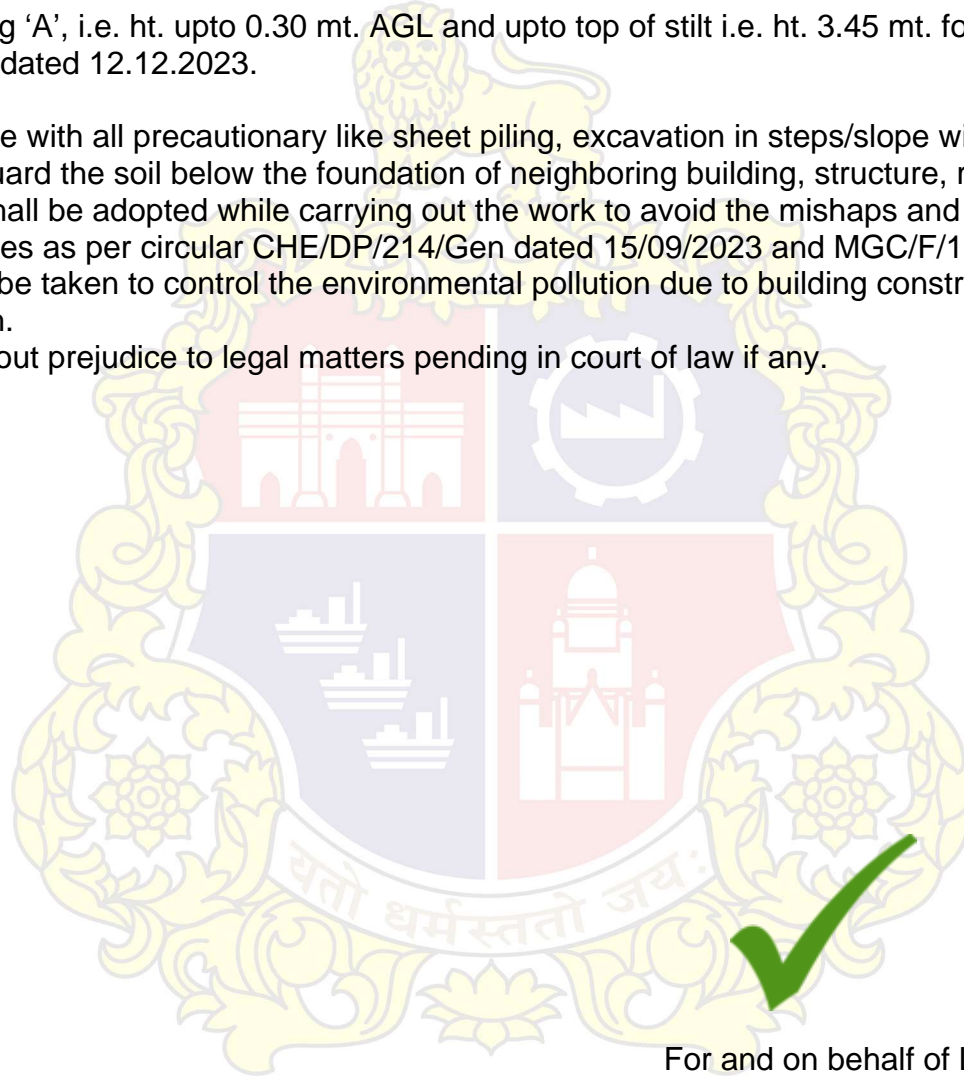 g ‘A’, i.e. ht. upto 0.30 mt. AGL and upto top of stilt i.e. ht. 3.45 mt. fo
dated 12.12.2023.
e with all precautionary like sheet piling, excavation in steps/slope wi
uard the soil below the foundation of neighboring building, structure, r
hall be adopted while carrying out the work to avoid the mishaps and
es as per circular CHE/DP/214/Gen dated 15/09/2023 and MGC/F/1
be taken to control the environmental pollution due to building constr
n.
out prejudice to legal matters pending in court of law if any.
यतो धर्मस्ततो जय:
For and on behalf of